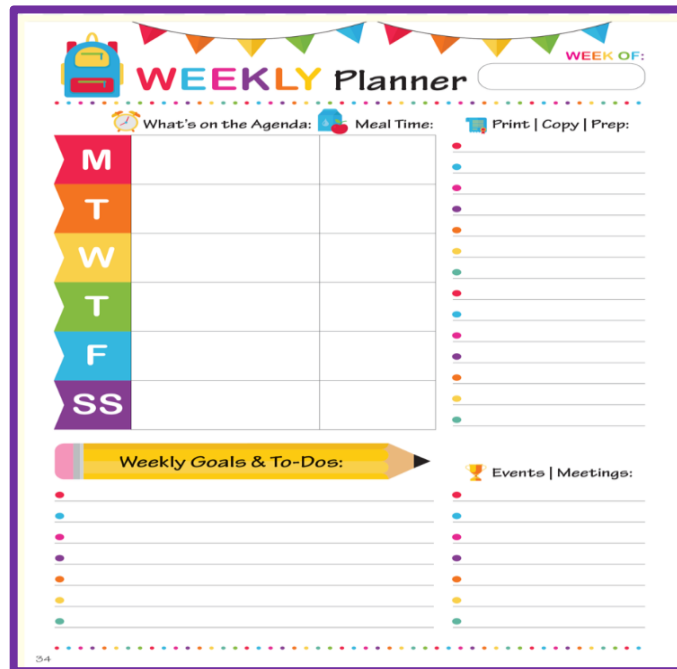 WEEK OF:
WEEKLY Planner
What's on the Agenda:
Meal Time:
Print | Copy | Prep:
M
T
W
T
F
SS
Weekly Goals & To-Dos:
Events | Meetings:
34